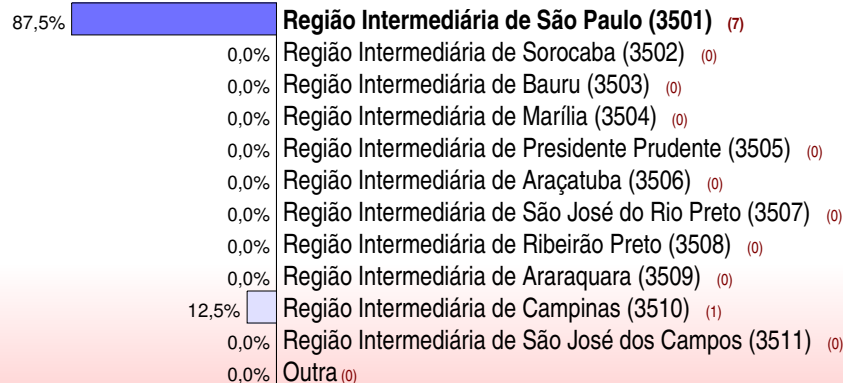 87,5% Região Intermediária de São Paulo (3501) (7)
0,0% Região Intermediária de Sorocaba (3502) (0)
0,0% Região Intermediária de Bauru (3503) (0)
0,0% Região Intermediária de Marília (3504) (0)
0,0% Região Intermediária de Presidente Prudente (3505) (0)
0,0% Região Intermediária de Araçatuba (3506) (0)
0,0% Região Intermediária de São José do Rio Preto (3507) (0)
0,0% Região Intermediária de Ribeirão Preto (3508) (0)
0,0% Região Intermediária de Araraquara (3509) (0)
12,5% Região Intermediária de Campinas (3510) (1)
0,0% Região Intermediária de São José dos Campos (3511) (0)
0,0% Outra (0)